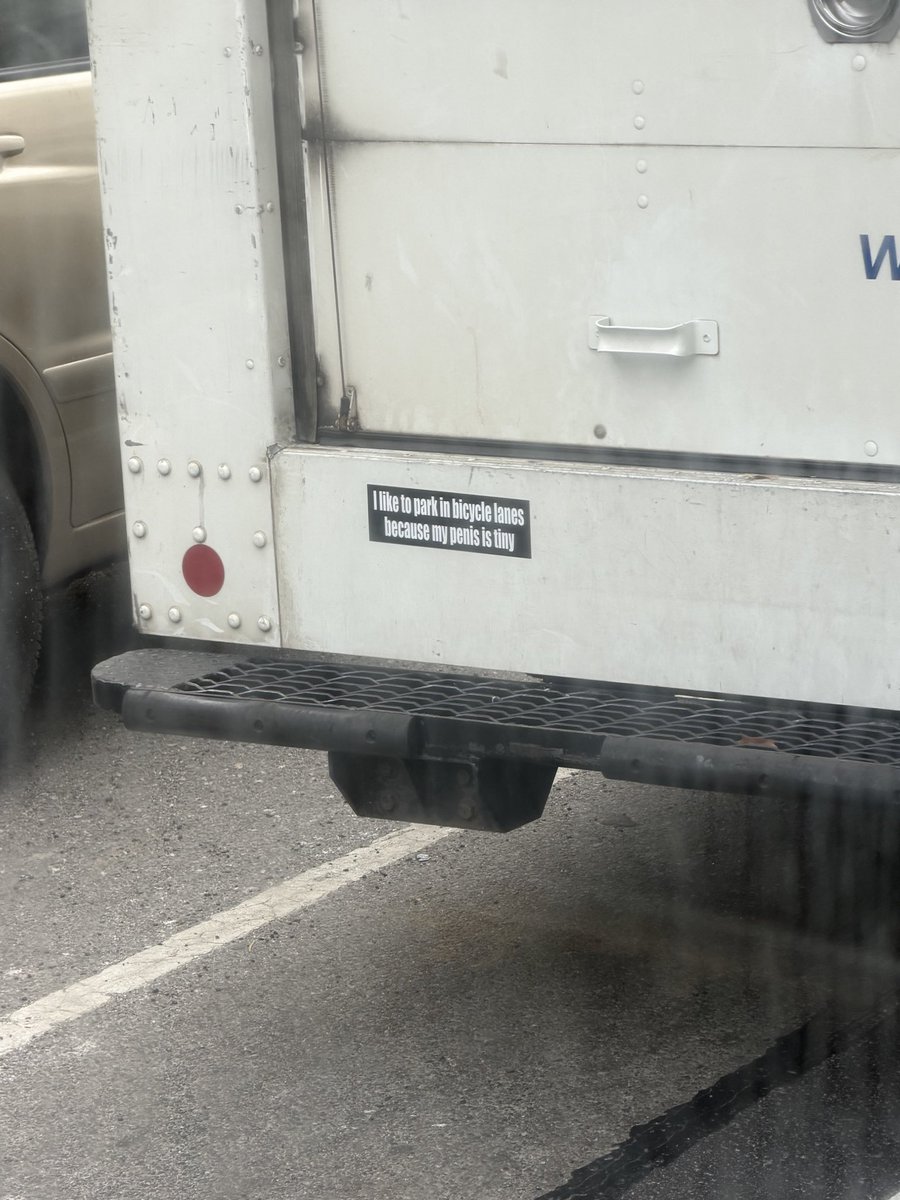 I like to park in bicycle lanes
because my penis is tiny
W